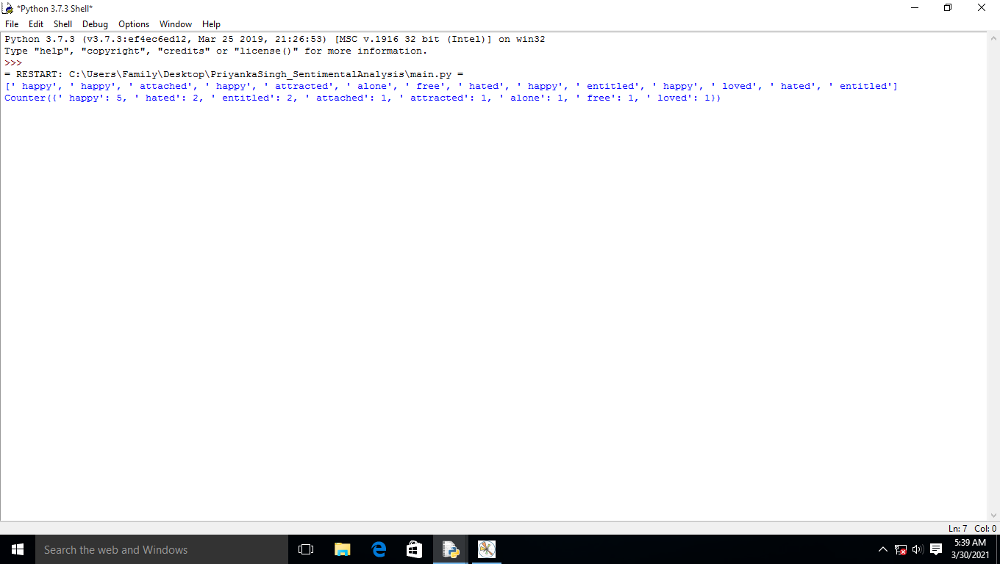 *Python 3.7.3 Shell*
File Edit Shell Debug Options Window Help
Python 3.7.3 (v3.7.3:ef4ec6ed12, Mar 25 2019, 21:26:53) [MSC v.1916 32 bit (Intel)] on win32
Type "help", "copyright", "credits" or "license()" for more information.
>>>
= RESTART: C:\Users\Family\Desktop\PriyankaSingh_SentimentalAnalysis\main.py =
[' happy', ' happy', ' attached', ' happy', ' attracted', ' alone', ' free', ' hated', ' happy', ' entitled', ' happy', ' loved', ' hated', ' entitled']
Counter({' happy': 5, ' hated': 2, ' entitled': 2, ' attached': 1, ' attracted': 1, ' alone': 1, ' free': 1, ' loved': 1})
Ln: 7 Col: 0
Search the web and Windows
5:39 AM
3/30/2021